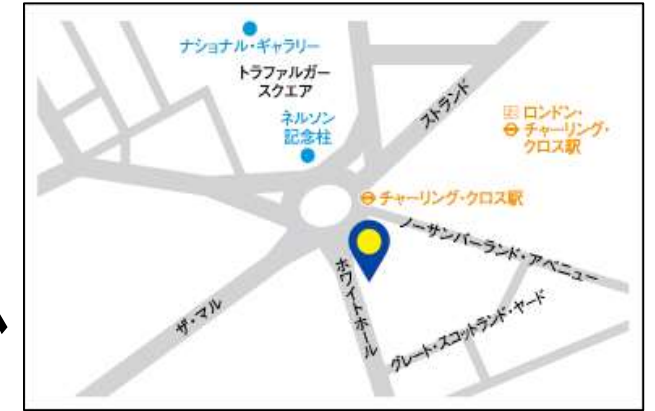 ナショナル・ギャラリー
トラファルガー
スクエア
ネルソン
記念柱
ストランド
ロンドン・
チャーリング・
クロス駅
チャーリング・クロス駅
ノーサンバーランド・アベニュー
ホワイトホール
ザ・マル
グレート・スコットランド・ヤード